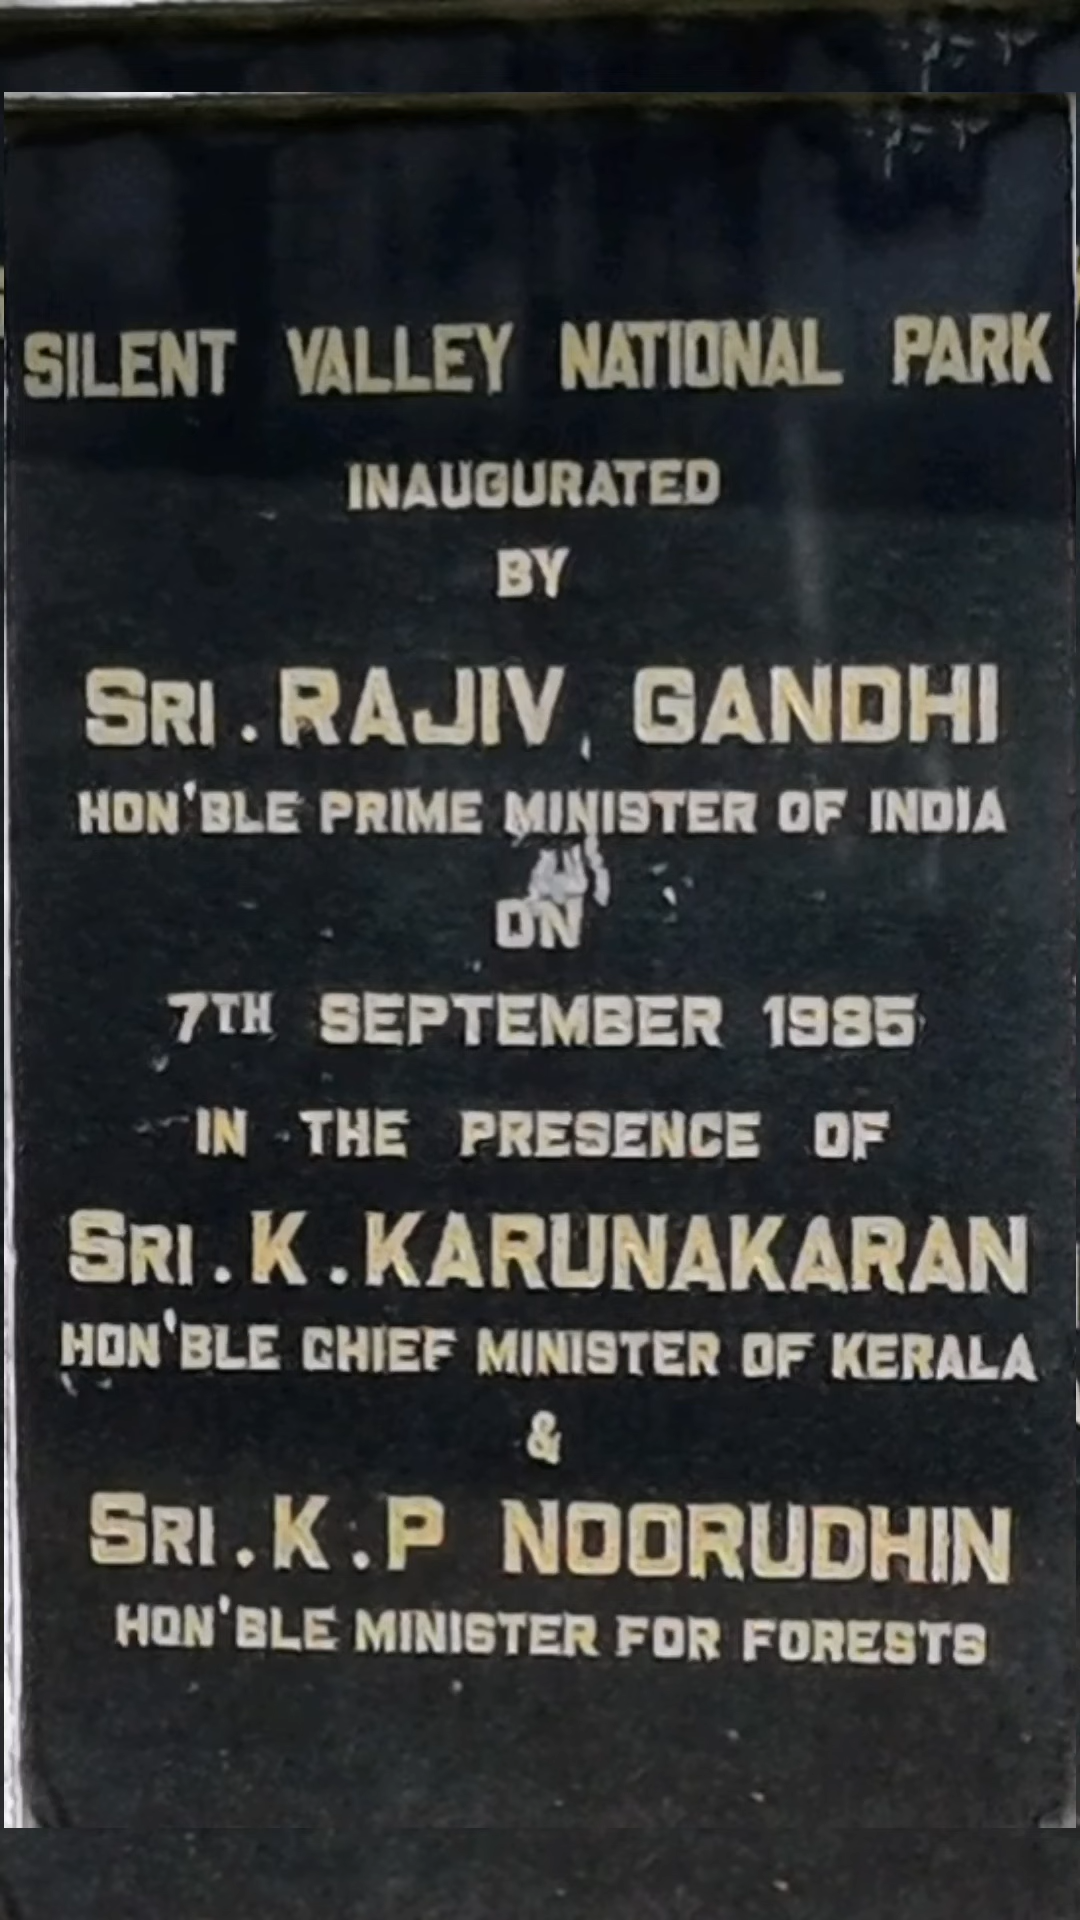 SILENT VALLEY NATIONAL PARK
INAUGURATED
BY
SRI. RAJIV GANDHI
HON'BLE PRIME MINISTER OF INDIA
ON
7TH SEPTEMBER 1985
IN THE PRESENCE OF
SRI. K. KARUNAKARAN
HON'BLE CHIEF MINISTER OF KERALA
&
SRI. K. P NOORUDHIN
HON'BLE MINISTER FOR FORESTS